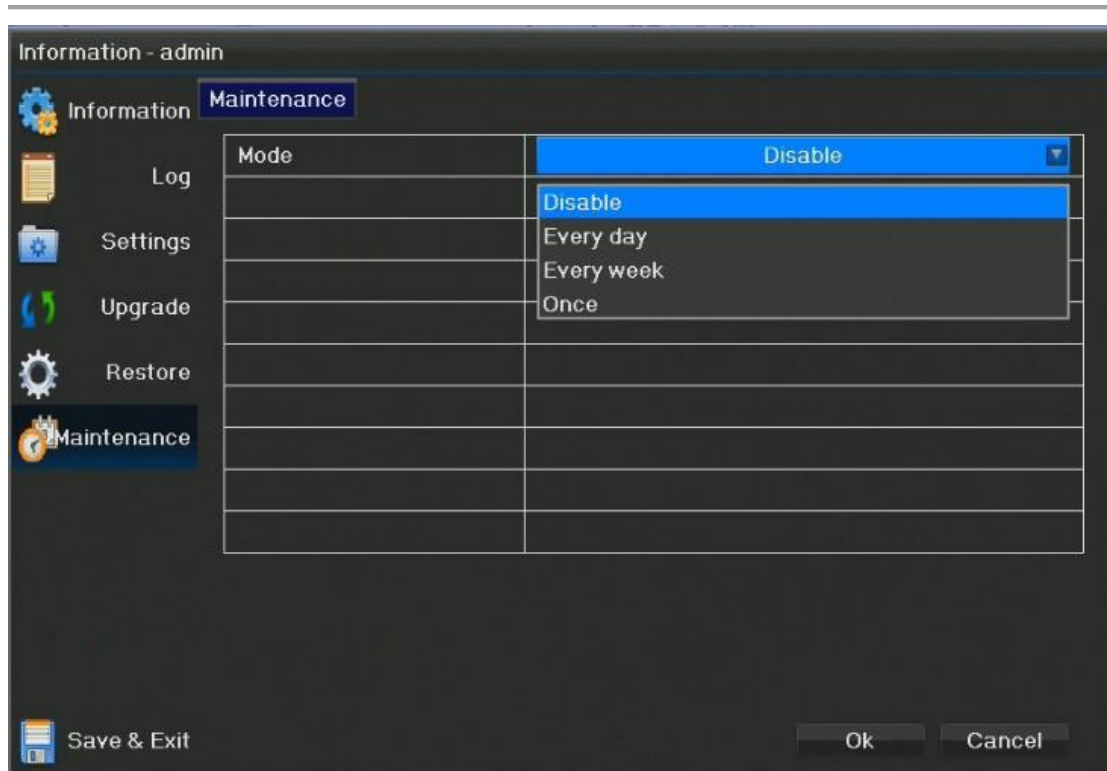 Information - admin
Information
Maintenance
Mode
Disable
Log
Disable
Settings
Every day
Every week
Upgrade
Once
Restore
Maintenance
Save & Exit
Ok
Cancel